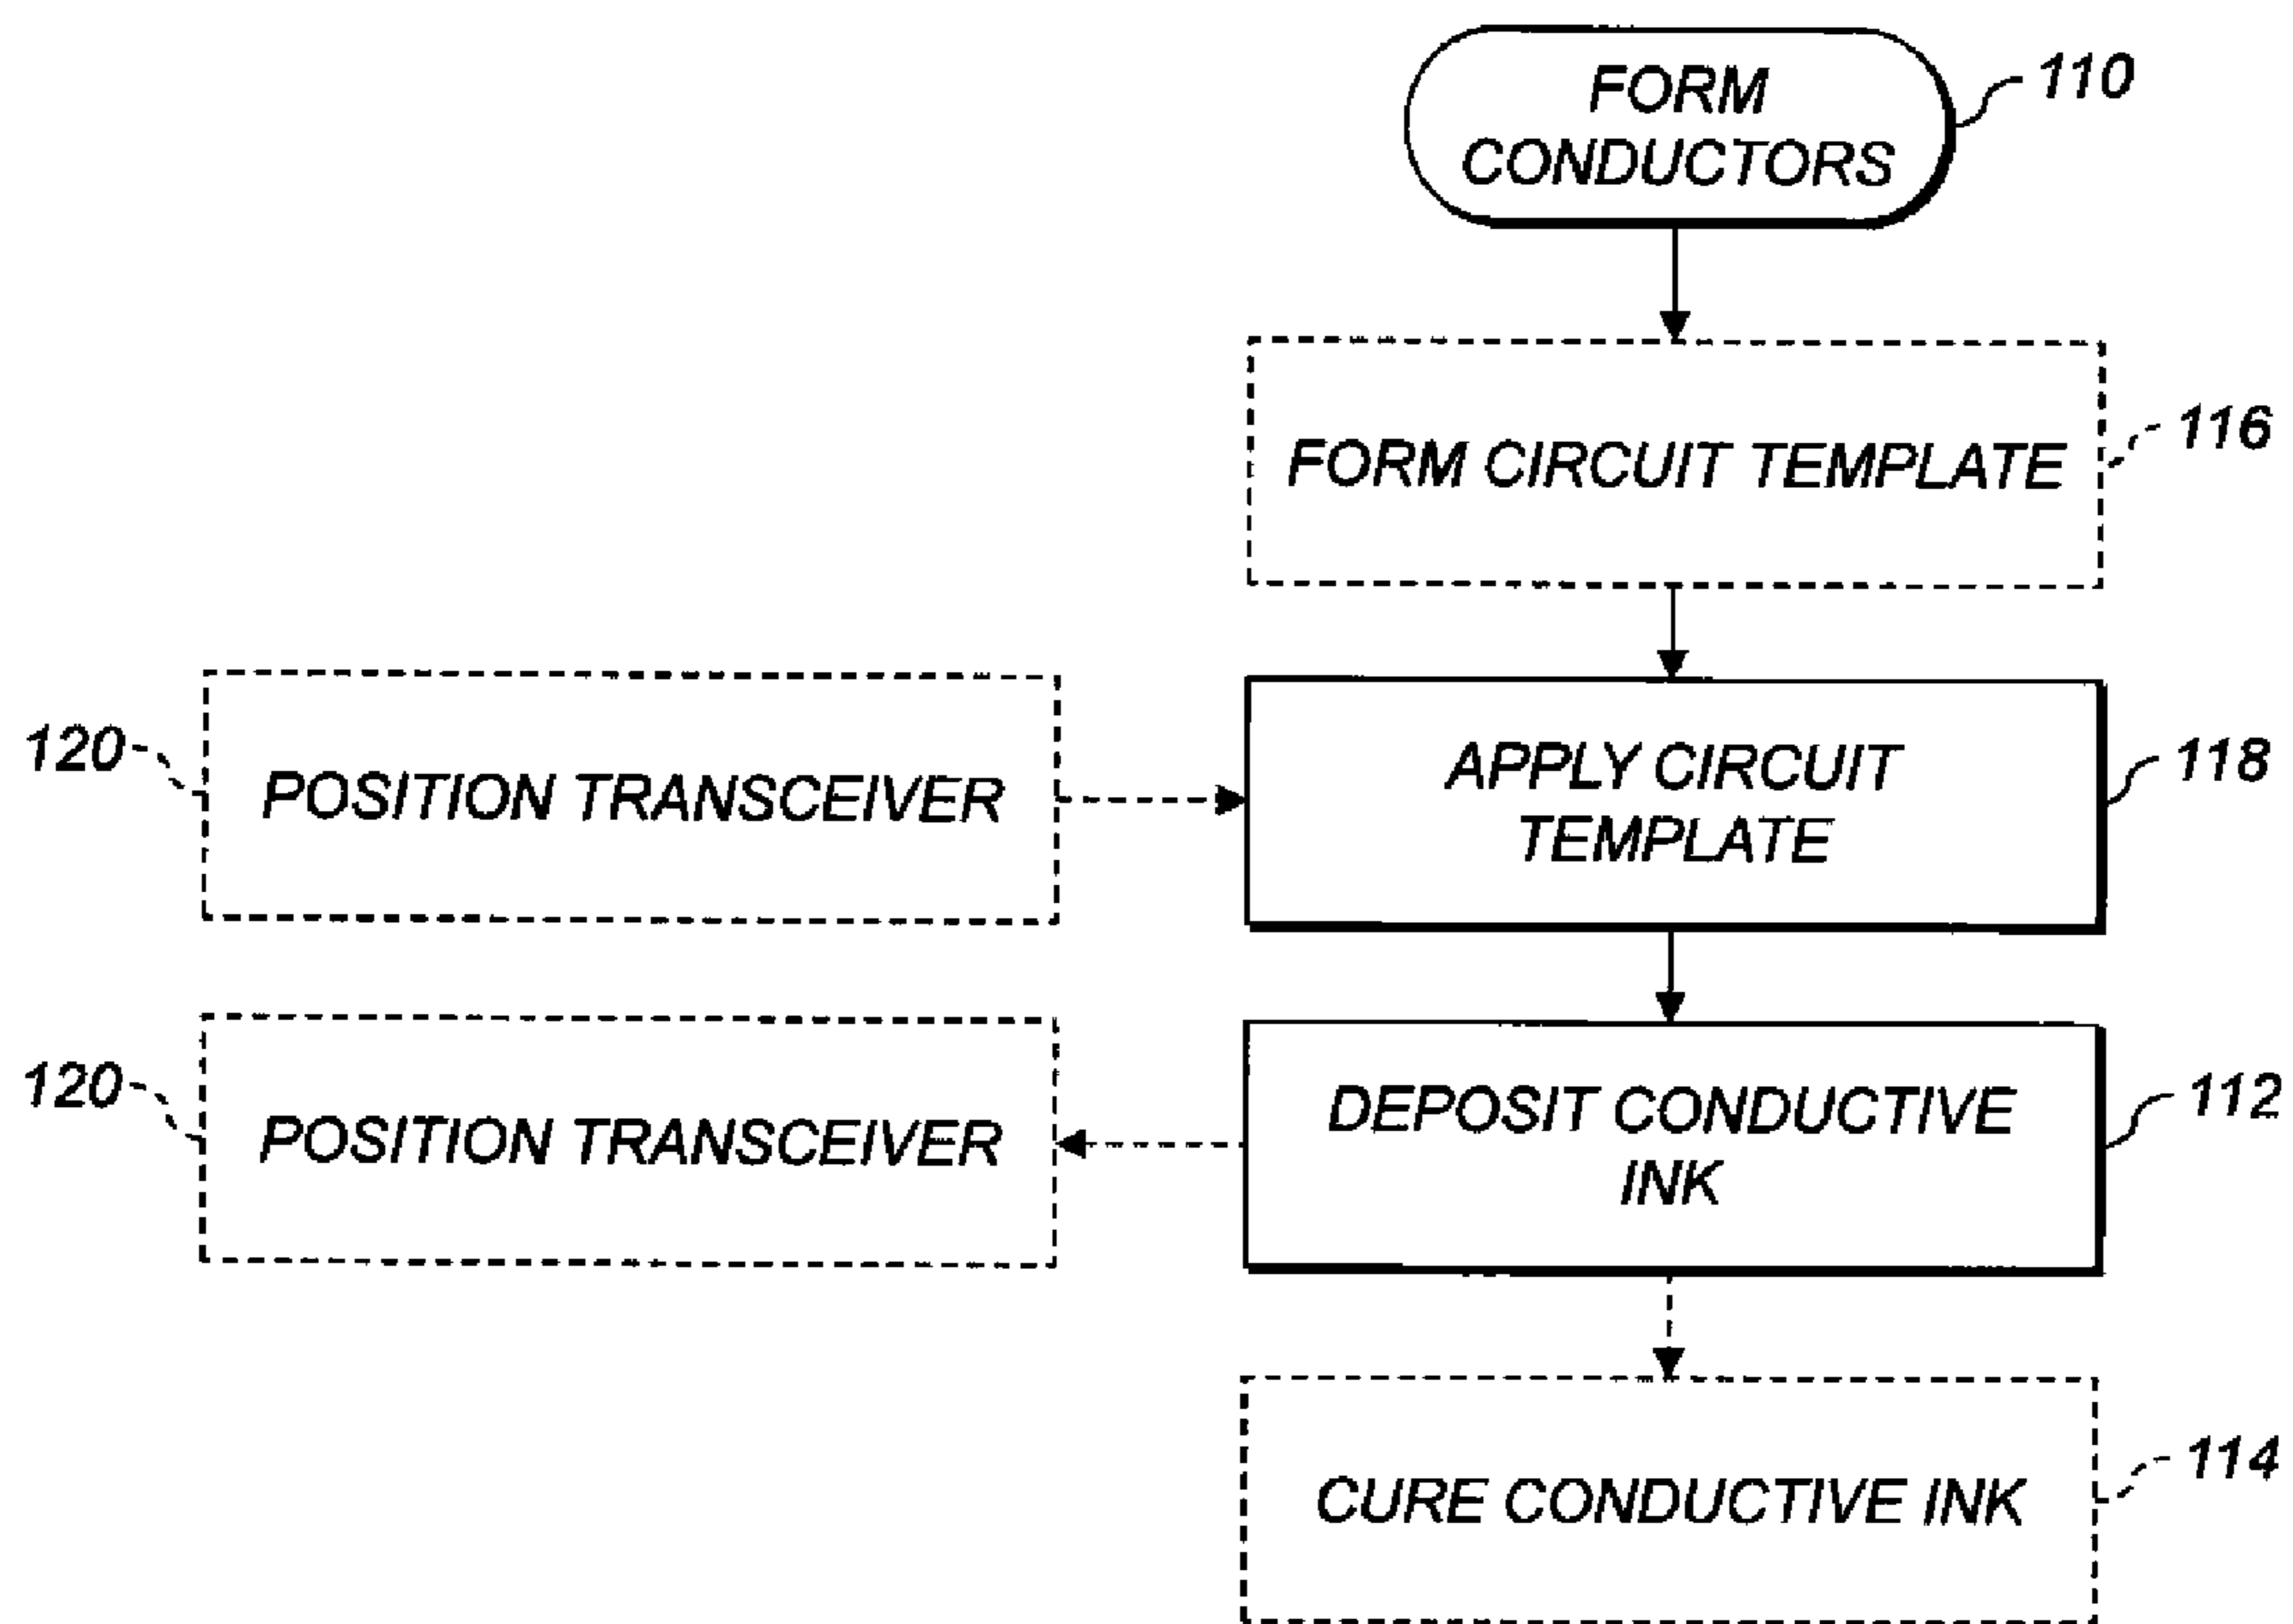 FORM
CONDUCTORS
110
FORM CIRCUIT TEMPLATE
116
120
POSITION TRANSCEIVER
APPLY CIRCUIT
TEMPLATE
118
120
POSITION TRANSCEIVER
DEPOSIT CONDUCTIVE
INK
112
CURE CONDUCTIVE INK
114